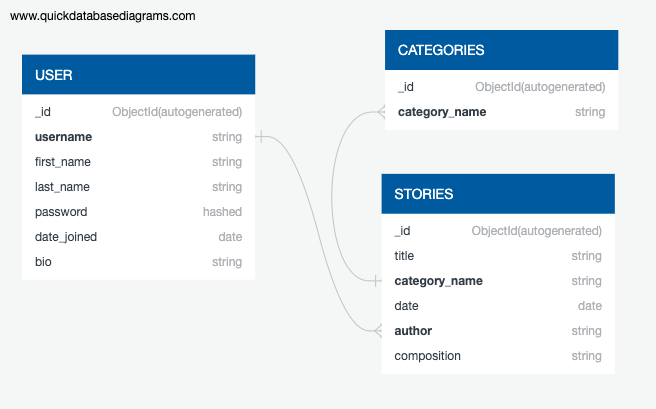 www.quickdatabasediagrams.com
USER
_id ObjectId(autogenerated)
username string
first_name string
last_name string
password hashed
date_joined date
bio string
CATEGORIES
_id ObjectId(autogenerated)
category_name string
STORIES
_id ObjectId(autogenerated)
title string
category_name string
date date
author string
composition string